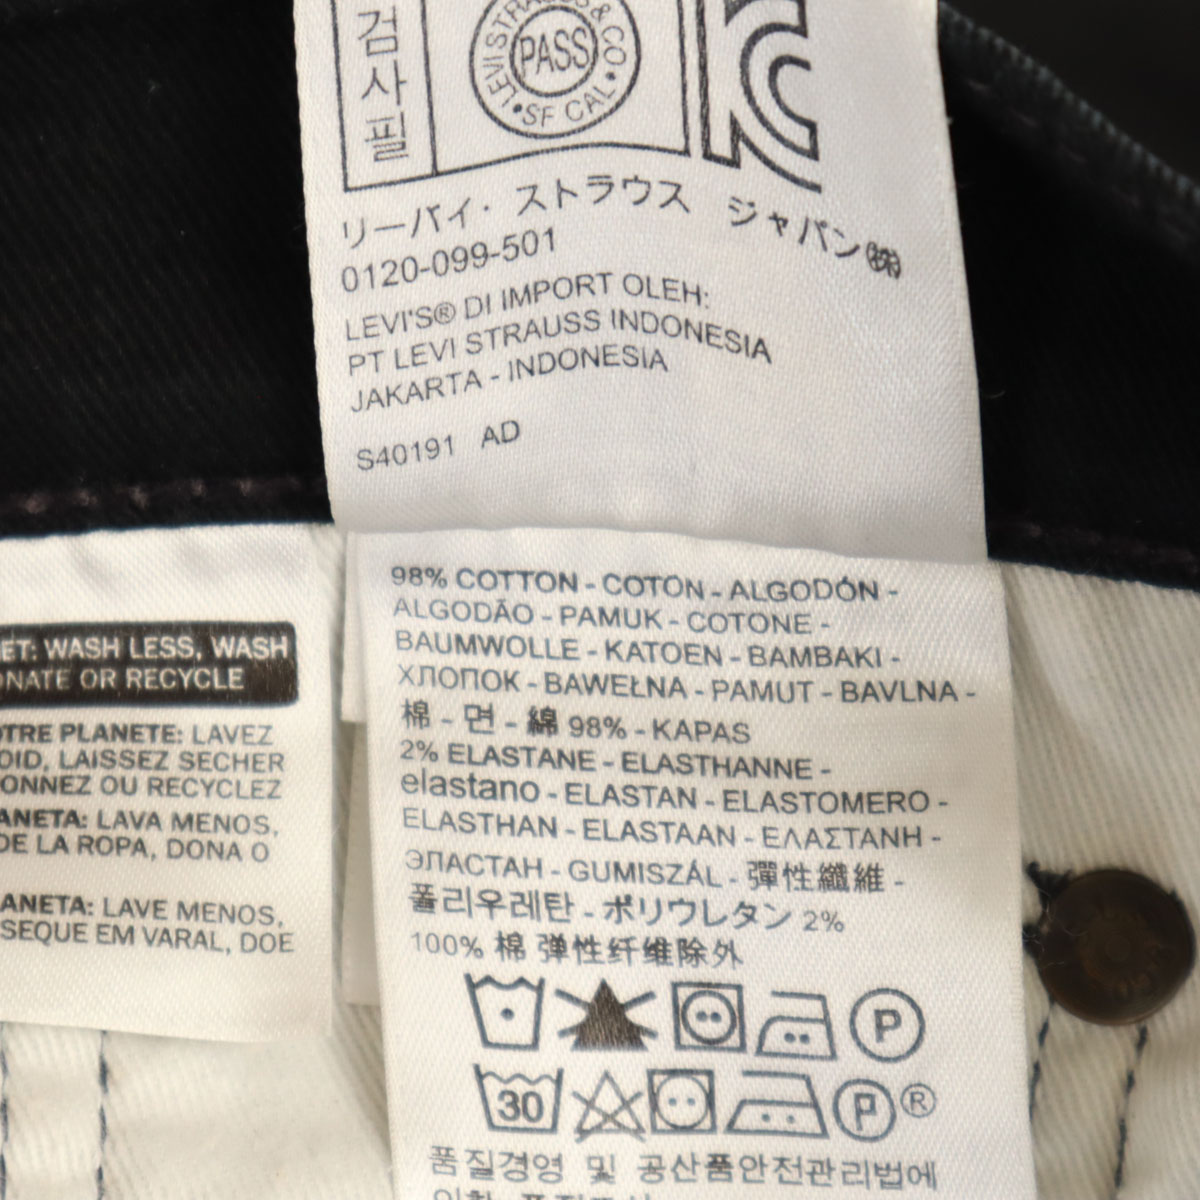 검
사
필
LEVI STRAUSS & CO
PASS
SF CAL
リーバイ・ストラウス ジャパン㈱
0120-099-501
LEVI'S® DI IMPORT OLEH:
PT LEVI STRAUSS INDONESIA
JAKARTA - INDONESIA
S40191 AD
ET: WASH LESS, WASH
ONATE OR RECYCLE
OTRE PLANETE: LAVEZ
OID, LAISSEZ SECHER
ONNEZ OU RECYCLEZ
ANETA: LAVA MENOS,
DE LA ROPA, DONA O
ANETA: LAVE MENOS,
SEQUE EM VARAL, DOE
98% COTTON - COTON - ALGODÓN -
ALGODÃO - PAMUK - COTONE -
BAUMWOLLE - KATOEN - BAMBAKI -
ХЛОПОК - BAWEŁNA - PAMUT - BAVLNA -
棉 - 면 - 綿 98% - KAPAS
2% ELASTANE - ELASTHANNE -
elastano - ELASTAN - ELASTOMERO -
ELASTHAN - ELASTAAN - ΕΛΑΣΤΑΝΗ -
ЭЛАСТАН - GUMISZÁL - 彈性纖維 -
폴리우레탄 - ポリウレタン 2%
100% 棉 弹性纤维除外
P
30 P ®
품질경영 및 공산품안전관리법에